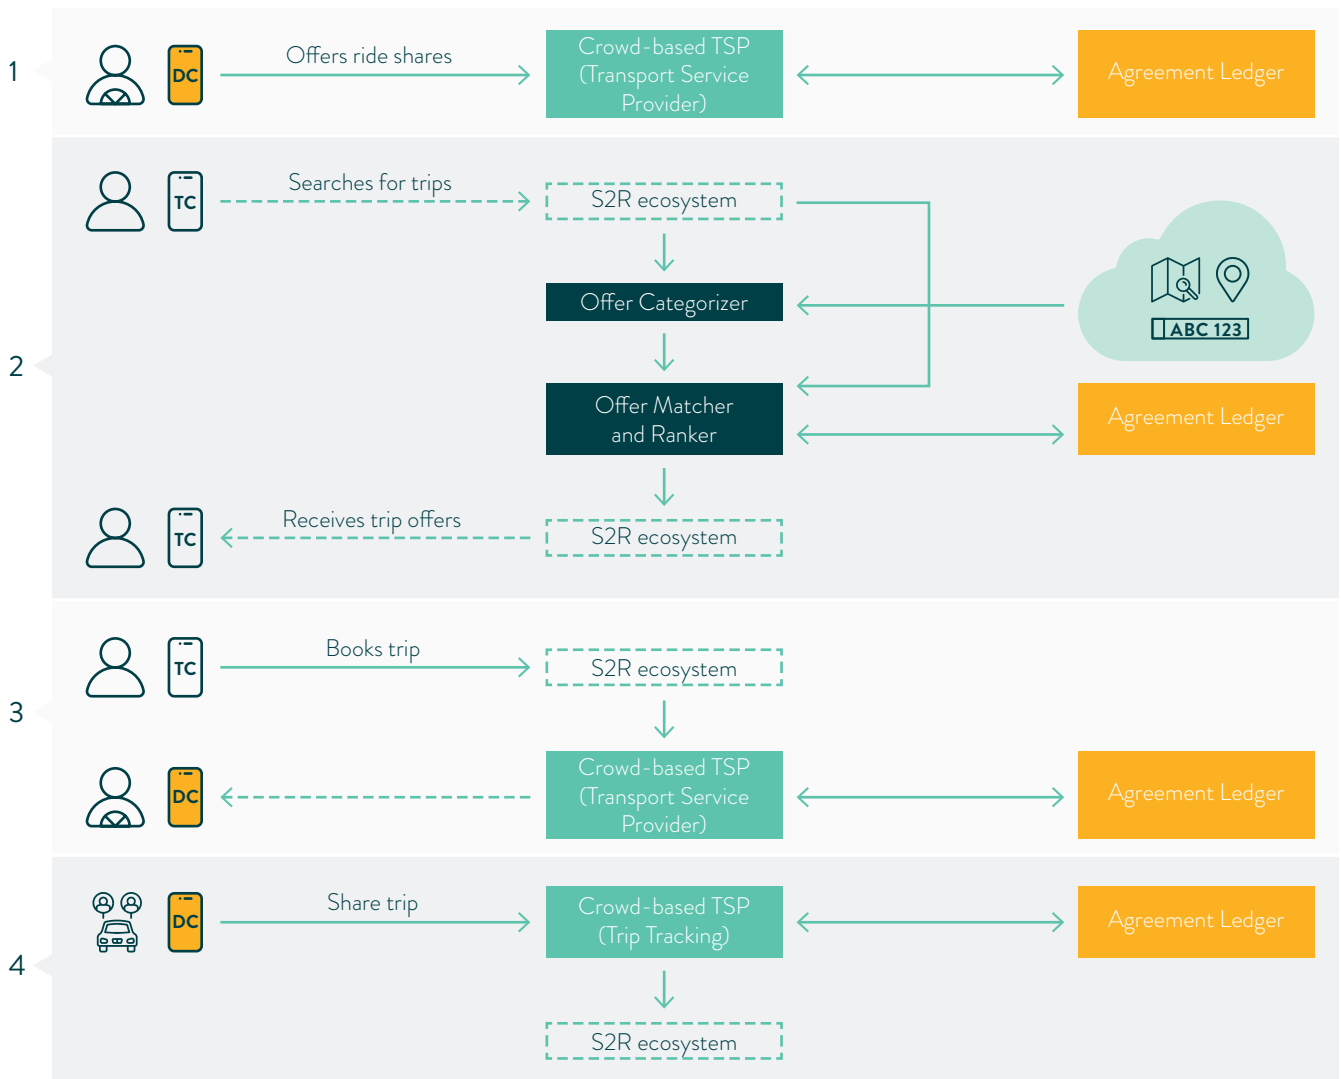 1
DC
Offers ride shares
Crowd-based TSP
(Transport Service
Provider)
Agreement Ledger
2
TC
Searches for trips
S2R ecosystem
Offer Categorizer
ABC 123
Offer Matcher
and Ranker
Agreement Ledger
TC
Receives trip offers
S2R ecosystem
3
TC
Books trip
S2R ecosystem
DC
Crowd-based TSP
(Transport Service
Provider)
Agreement Ledger
4
DC
Share trip
Crowd-based TSP
(Trip Tracking)
Agreement Ledger
S2R ecosystem